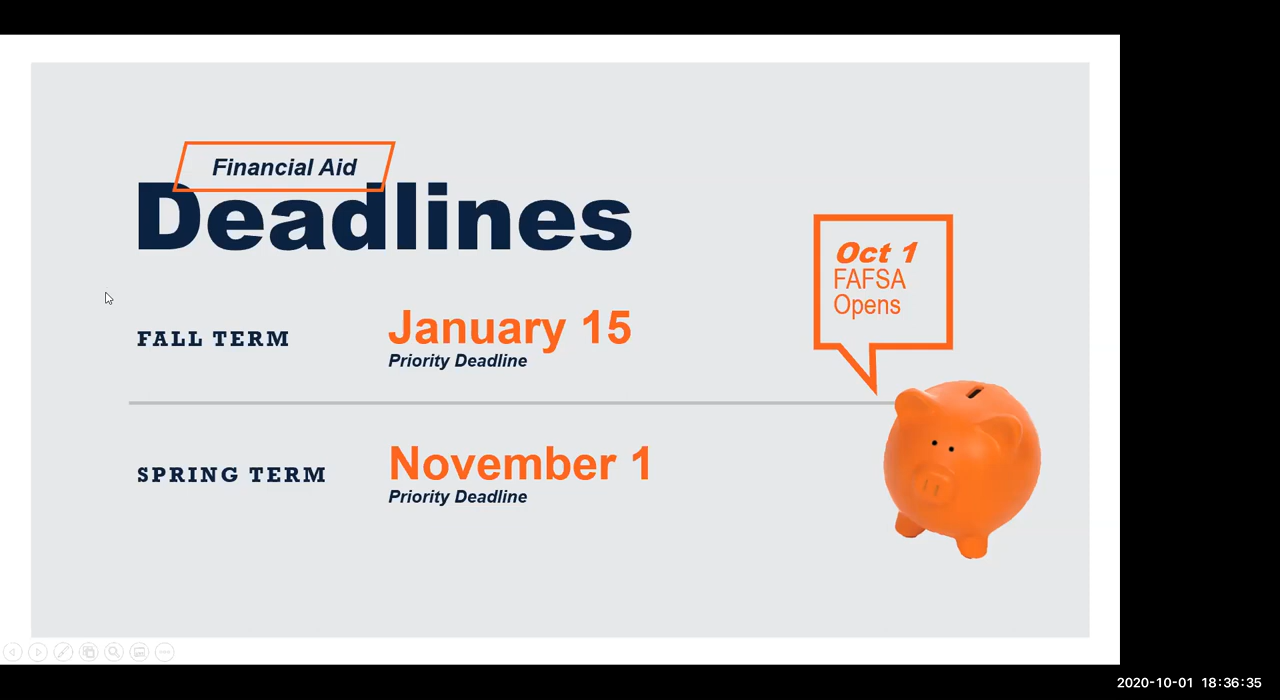 Financial Aid
Deadlines
Oct 1
FAFSA
Opens
FALL TERM
January 15
Priority Deadline
SPRING TERM
November 1
Priority Deadline
2020-10-01 18:36:35